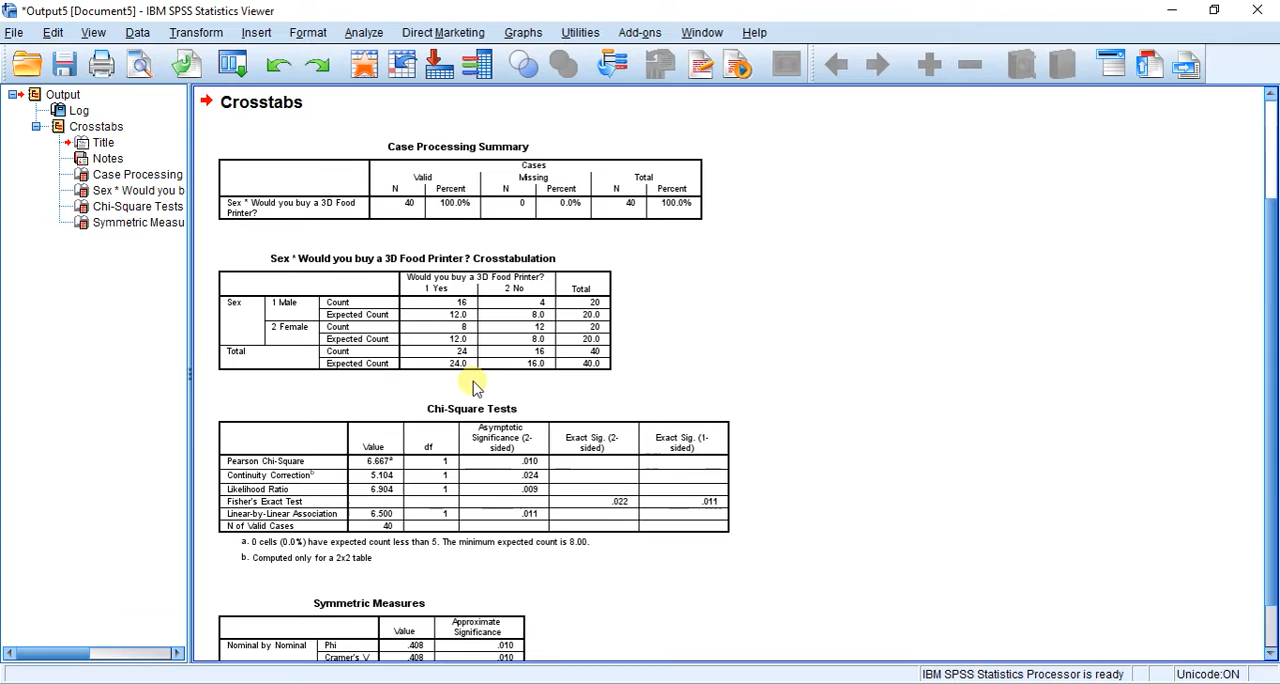 *Output5 [Document5] - IBM SPSS Statistics Viewer
File Edit View Data Transform Insert Format Analyze Direct Marketing Graphs Utilities Add-ons Window Help
Output
Log
Crosstabs
Title
Notes
Case Processing
Sex * Would you b
Chi-Square Tests
Symmetric Measu
Crosstabs
Case Processing Summary
Cases
Valid Missing Total
N Percent N Percent N Percent
Sex * Would you buy a 3D Food Printer? 40 100.0% 0 0.0% 40 100.0%
Sex * Would you buy a 3D Food Printer? Crosstabulation
Would you buy a 3D Food Printer?
1 Yes 2 No Total
Sex 1 Male Count 16 4 20
Expected Count 12.0 8.0 20.0
2 Female Count 8 12 20
Expected Count 12.0 8.0 20.0
Total Count 24 16 40
Expected Count 24.0 16.0 40.0
Chi-Square Tests
Value df Asymptotic Significance (2-sided) Exact Sig. (2-sided) Exact Sig. (1-sided)
Pearson Chi-Square 6.667a 1 .010
Continuity Correctionb 5.104 1 .024
Likelihood Ratio 6.904 1 .009
Fisher's Exact Test .022 .011
Linear-by-Linear Association 6.500 1 .011
N of Valid Cases 40
a. 0 cells (0.0%) have expected count less than 5. The minimum expected count is 8.00.
b. Computed only for a 2x2 table
Symmetric Measures
Value Approximate Significance
Nominal by Nominal Phi .408 .010
Cramer's V .408 .010
IBM SPSS Statistics Processor is ready Unicode:ON